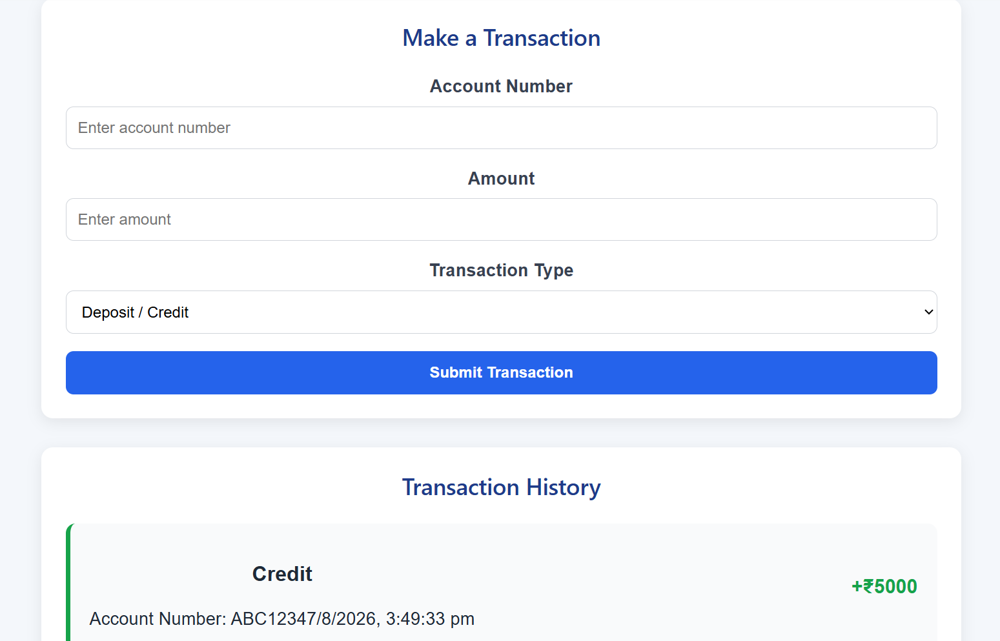 Make a Transaction
Account Number
Enter account number
Amount
Enter amount
Transaction Type
Deposit / Credit
Submit Transaction
Transaction History
Credit
+₹5000
Account Number: ABC12347/8/2026, 3:49:33 pm